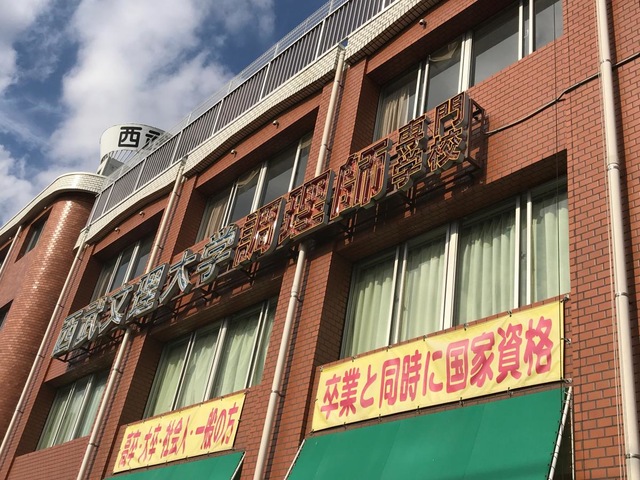 西武
西武文理大学調理師専門学校
高卒・大卒・社会人・一般の方
卒業と同時に国家資格